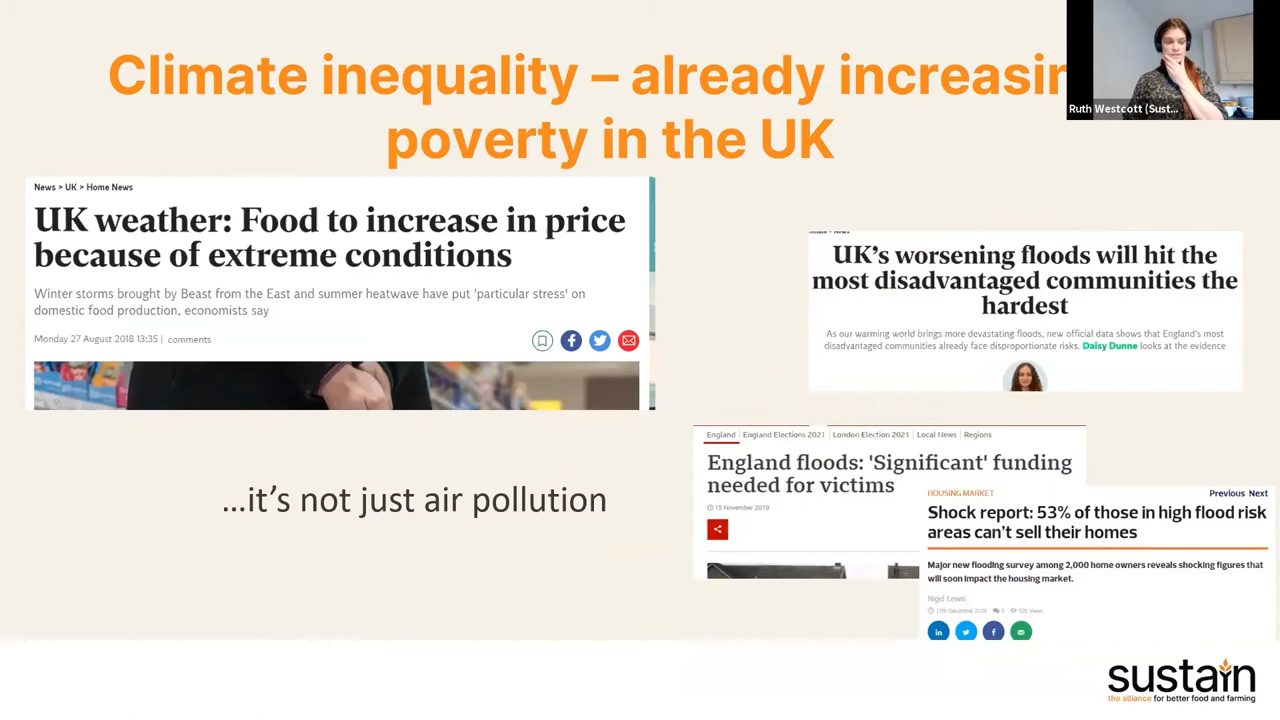 Climate inequality – already increasin
poverty in the UK
Ruth Westcott (Sust...
News > UK > Home News
UK weather: Food to increase in price
because of extreme conditions
Winter storms brought by Beast from the East and summer heatwave have put 'particular stress' on
domestic food production, economists say
Monday 27 August 2018 13:35 | comments
UK's worsening floods will hit the
most disadvantaged communities the
hardest
As our warming world brings more devastating floods, new official data shows that England's most
disadvantaged communities already face disproportionate risks. Daisy Dunne looks at the evidence
...it's not just air pollution
England | England Elections 2021 | London Election 2021 | Local News | Regions
England floods: 'Significant' funding
needed for victims
15 November 2019
HOUSING MARKET
Previous Next
Shock report: 53% of those in high flood risk
areas can't sell their homes
Major new flooding survey among 2,000 home owners reveals shocking figures that
will soon impact the housing market.
Nigel Lewis
17th December 2020 0 520 Views
sustain
the alliance for better food and farming